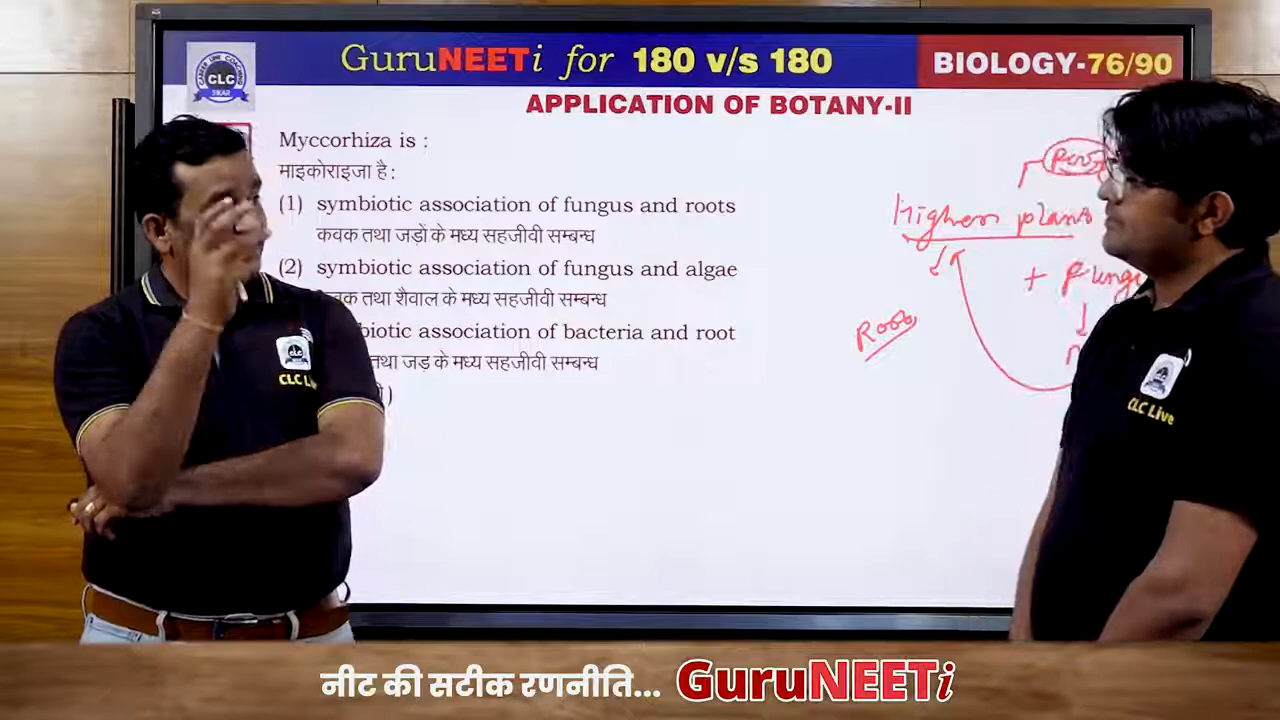 CLC
SIKAR
GuruNEETi for 180 v/s 180
BIOLOGY-76/90
APPLICATION OF BOTANY-II
Myccorhiza is :
माइकोराइजा है :
(1) symbiotic association of fungus and roots
कवक तथा जड़ों के मध्य सहजीवी सम्बन्ध
(2) symbiotic association of fungus and algae
तथा शैवाल के मध्य सहजीवी सम्बन्ध
association of bacteria and root
तथा जड़ के मध्य सहजीवी सम्बन्ध
Higher plants
+ Fungi
CLC
CLC Live
नीट की सटीक रणनीति... GuruNEETi